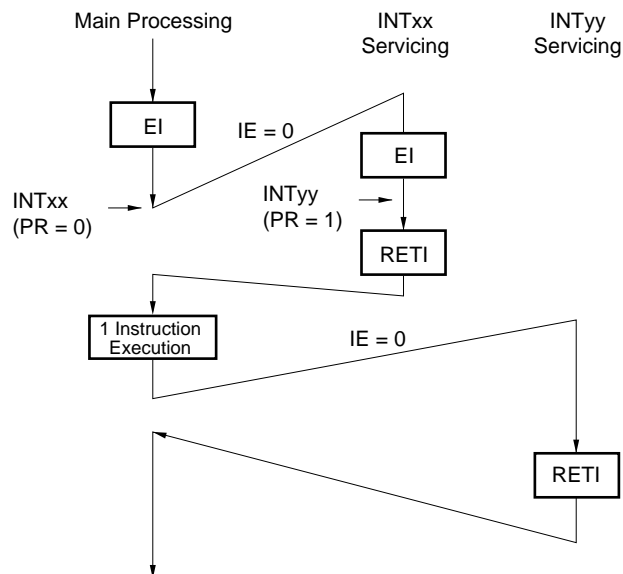 Main Processing
INTxx
Servicing
INTyy
Servicing
EI
IE = 0
EI
INTxx
(PR = 0)
INTyy
(PR = 1)
RETI
1 Instruction
Execution
IE = 0
RETI